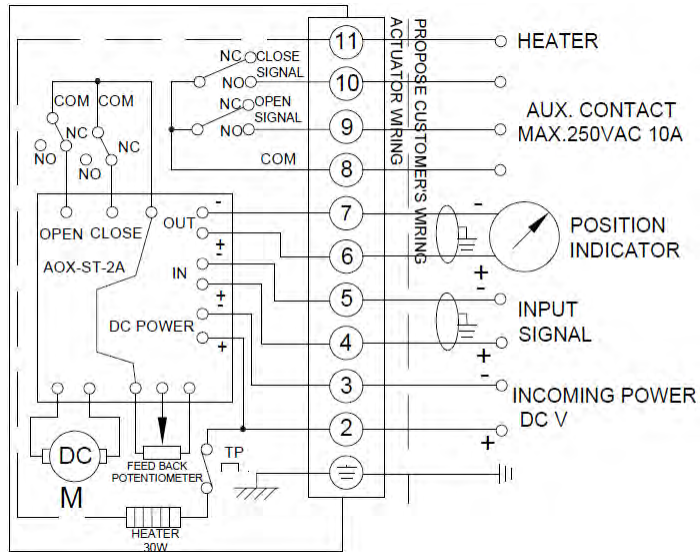 11
HEATER
NC
CLOSE
SIGNAL
NO
10
NC
OPEN
SIGNAL
NO
9
AUX. CONTACT
MAX.250VAC 10A
COM
8
ACTUATOR WIRING
PROPOSE CUSTOMER'S WIRING
COM
COM
NC
NO
NC
NO
OPEN
CLOSE
OUT
-
+
7
-
6
+
POSITION
INDICATOR
AOX-ST-2A
IN
-
+
5
-
INPUT
SIGNAL
4
+
DC POWER
-
+
3
-
INCOMING POWER
DC V
2
+
DC
M
FEED BACK
POTENTIOMETER
TP
HEATER
30W